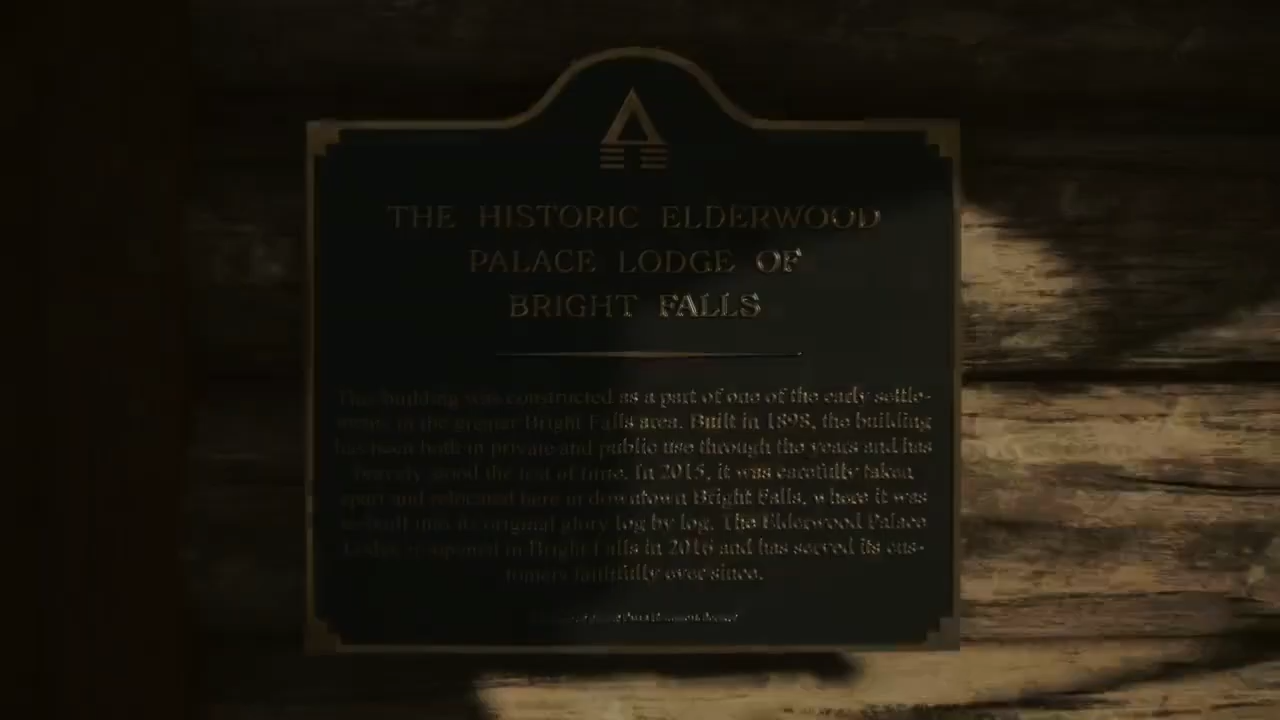 THE HISTORIC ELDERWOOD
PALACE LODGE OF
BRIGHT FALLS
This building was constructed as a part of one of the early settle-
ments in the greater Bright Falls area. Built in 1898, the building
has been both in private and public use through the years and has
bravely stood the test of time. In 2015, it was carefully taken
apart and relocated here in downtown Bright Falls, where it was
rebuilt into its original glory log by log. The Elderwood Palace
Lodge reopened in Bright Falls in 2016 and has served its cus-
tomers faithfully ever since.